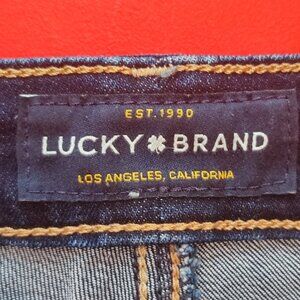 EST. 1990
LUCKY BRAND
LOS ANGELES, CALIFORNIA